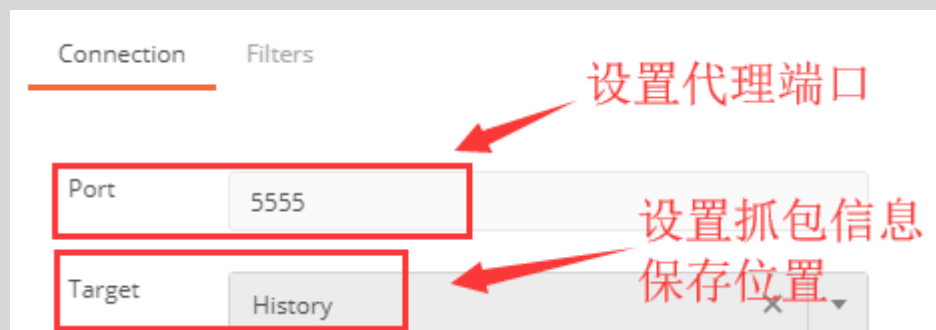 Connection Filters
设置代理端口
Port 5555
设置抓包信息
保存位置
Target History